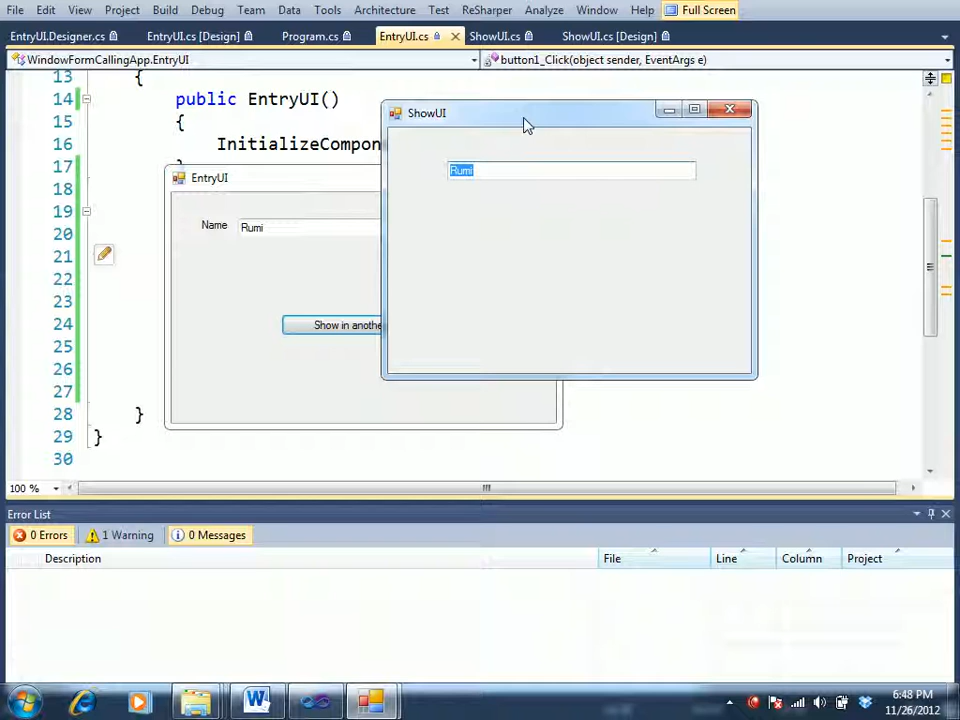 File Edit View Project Build Debug Team Data Tools Architecture Test ReSharper Analyze Window Help Full Screen
EntryUI.Designer.cs EntryUI.cs [Design] Program.cs EntryUI.cs ShowUI.cs ShowUI.cs [Design]
WindowFormCallingApp.EntryUI button1_Click(object sender, EventArgs e)
13 {
14 public EntryUI()
15 {
16 InitializeCompon
17 }
18
19
20
21
22
23
24
25
26
27
28 }
29 }
30
EntryUI
Name Rumi
Show in anothe
ShowUI
Rumi
100 %
Error List
0 Errors 1 Warning 0 Messages
Description File Line Column Project
6:48 PM
11/26/2012